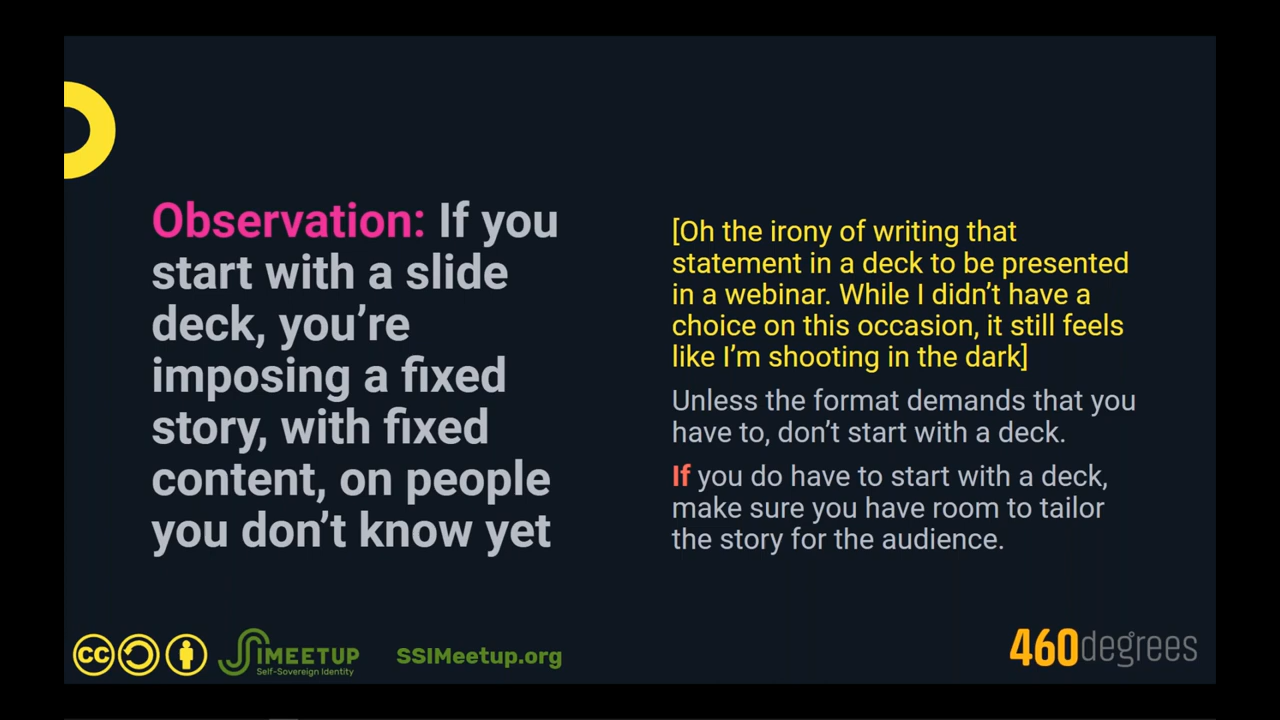 Observation: If you
start with a slide
deck, you’re
imposing a fixed
story, with fixed
content, on people
you don’t know yet
[Oh the irony of writing that
statement in a deck to be presented
in a webinar. While I didn’t have a
choice on this occasion, it still feels
like I’m shooting in the dark]
Unless the format demands that you
have to, don’t start with a deck.
If you do have to start with a deck,
make sure you have room to tailor
the story for the audience.
CC
SSIMEETUP
Self-Sovereign Identity
SSIMeetup.org
460degrees